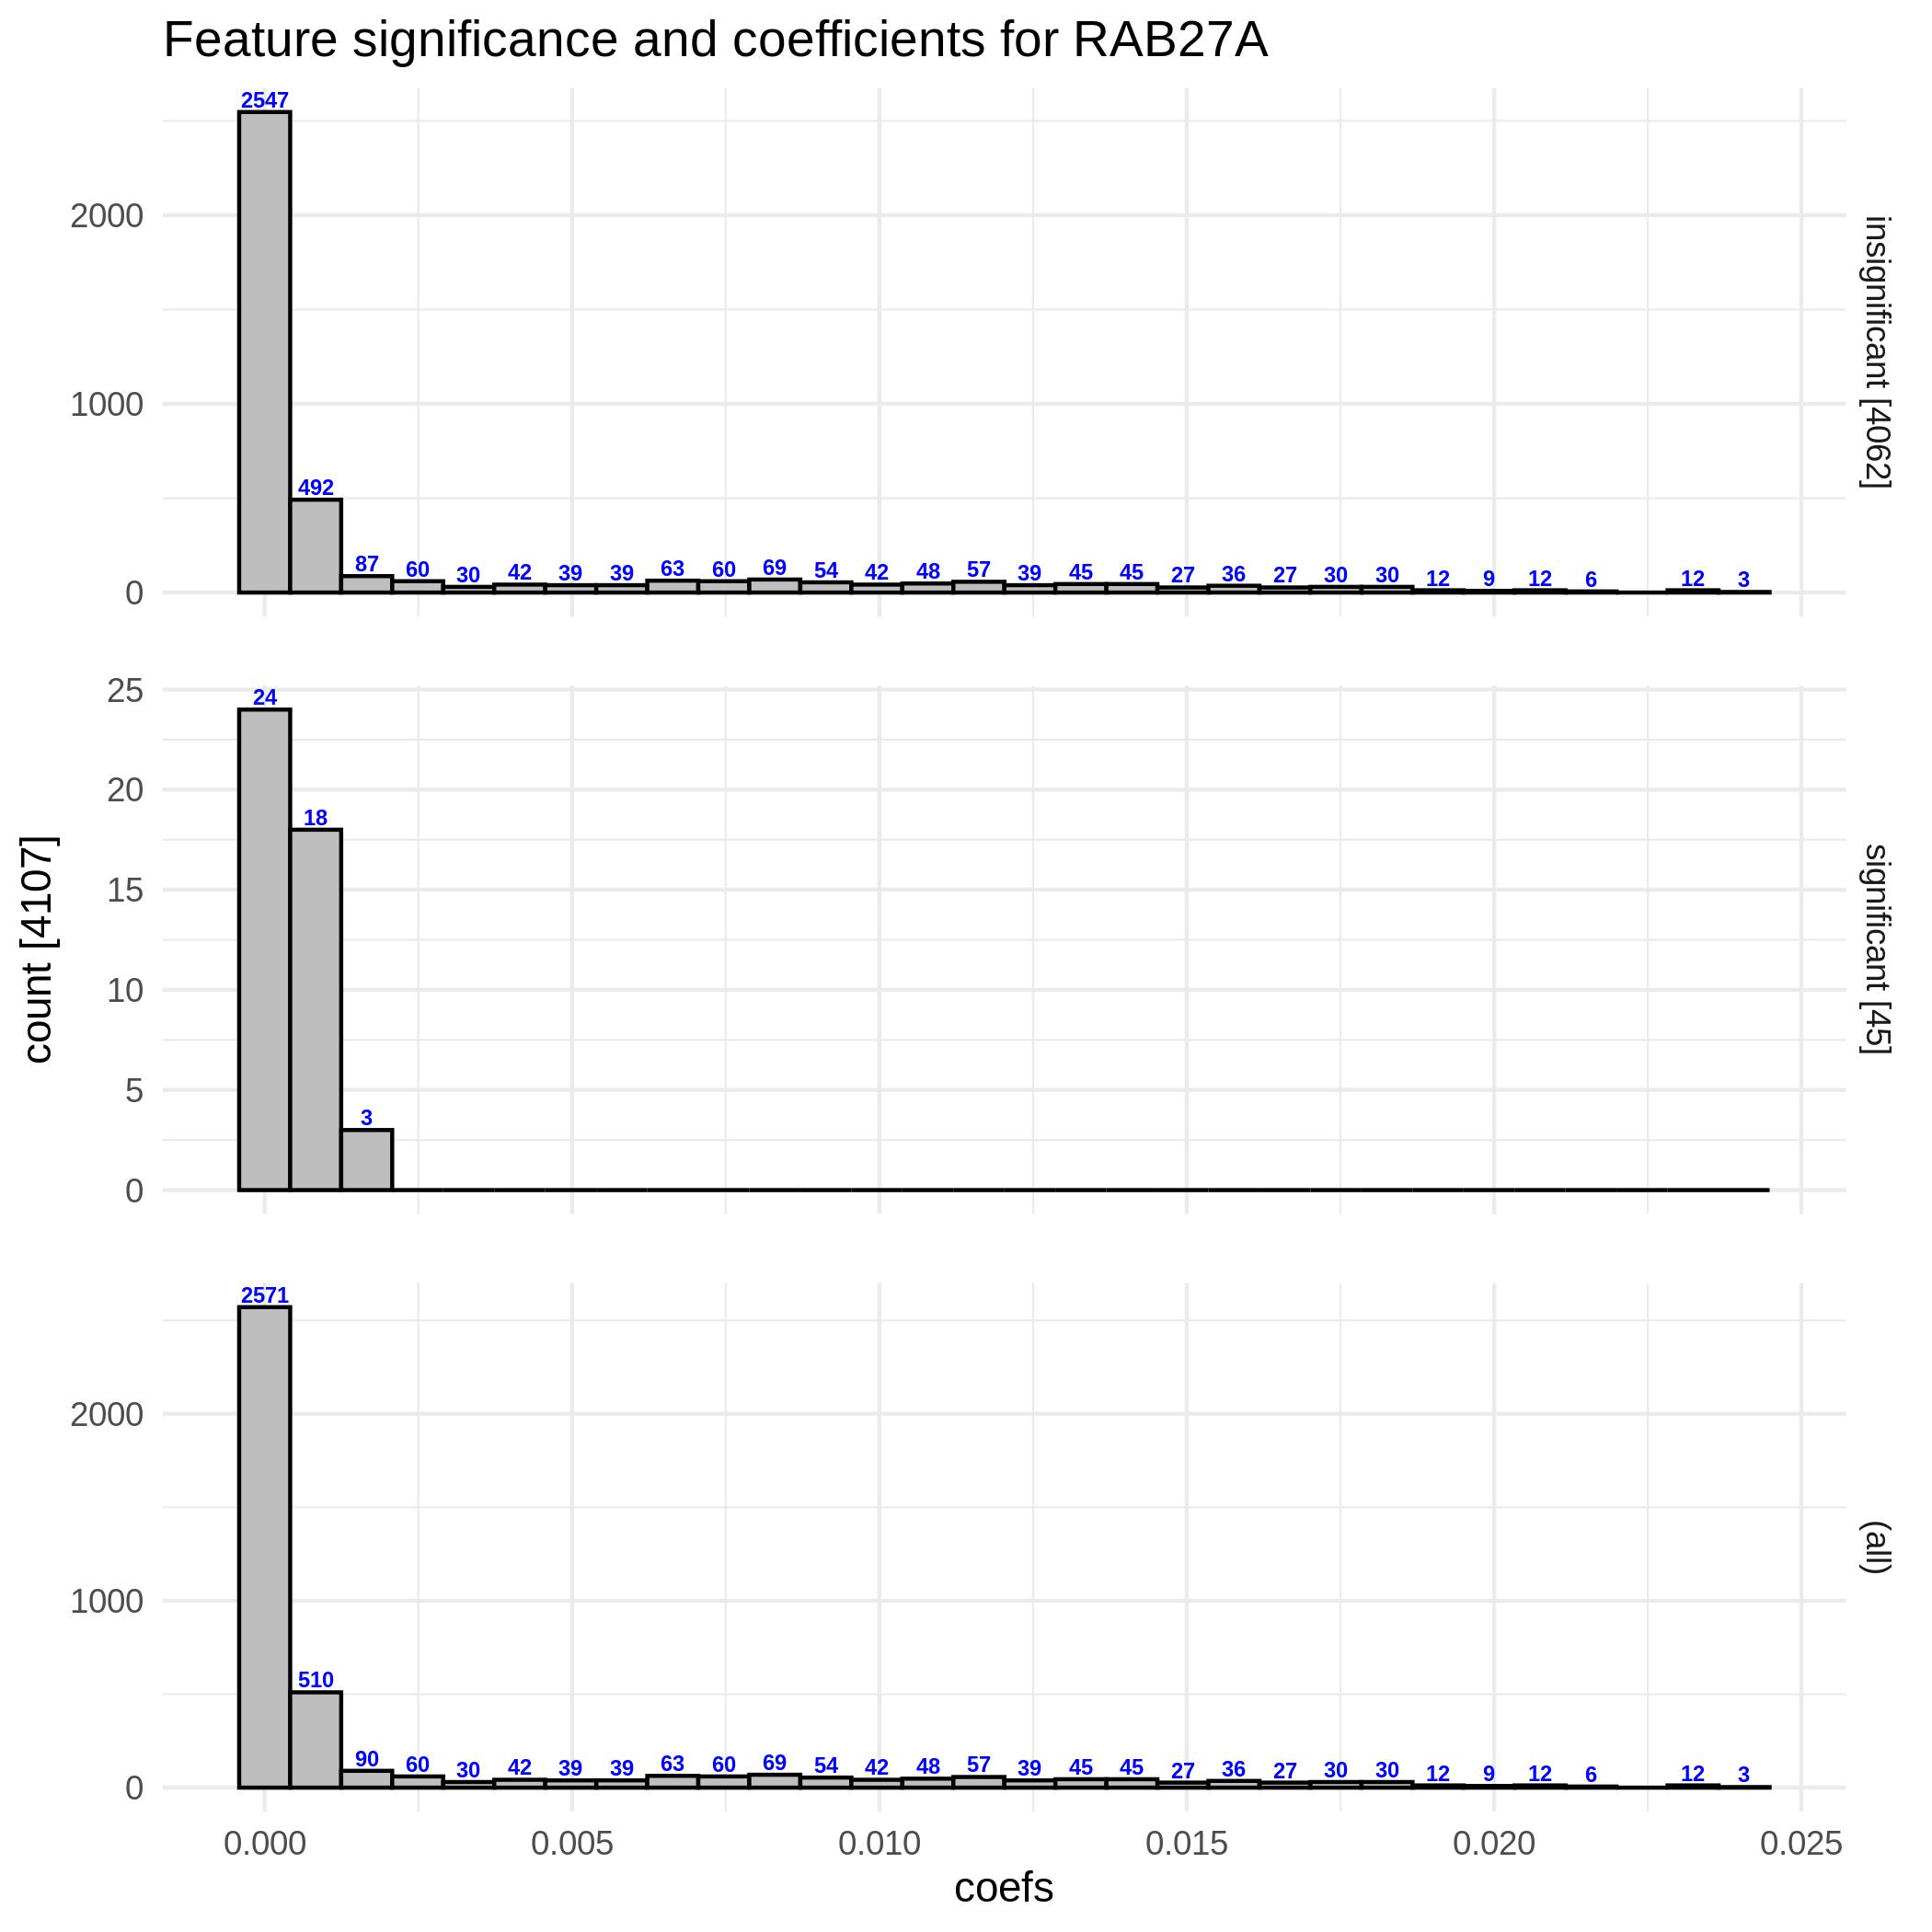 Feature significance and coefficients for RAB27A
2547
492 87 60 30 42 39 39 63 60 69 54 42 48 57 39 45 45 27 36 27 30 30 12 9 12 6 12 3
2000
1000
0
insignificant [4062]
24
18
3
25
20
15
10
5
0
significant [45]
count [4107]
2571
510 90 60 30 42 39 39 63 60 69 54 42 48 57 39 45 45 27 36 27 30 30 12 9 12 6 12 3
2000
1000
0
(all)
0.000 0.005 0.010 0.015 0.020 0.025
coefs